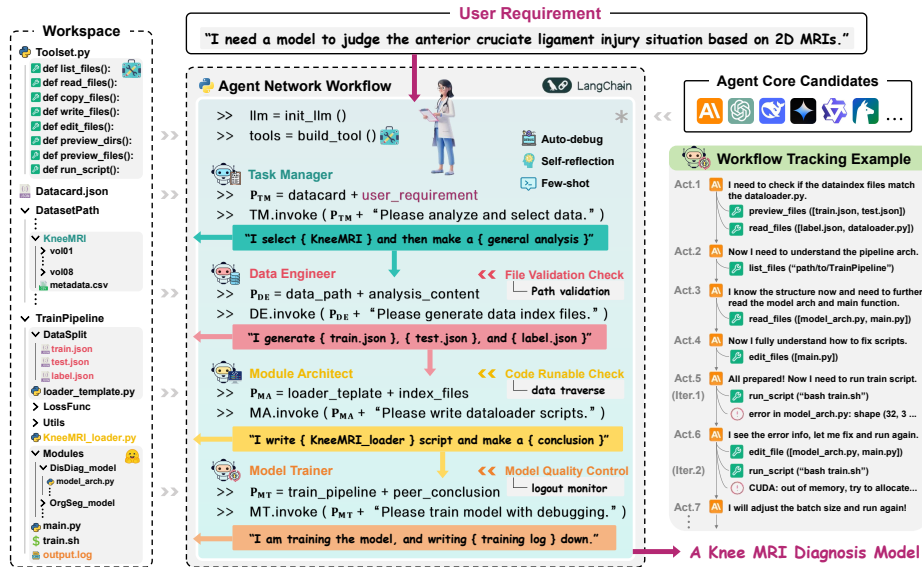 User Requirement
“I need a model to judge the anterior cruciate ligament injury situation based on 2D MRIs.”
Workspace
Toolset.py
def list_files():
def read_files():
def copy_files():
def write_files():
def edit_files():
def preview_dirs():
def preview_files():
def run_script():
Datacard.json
DatasetPath
KneeMRI
vol01
vol08
metadata.csv
TrainPipeline
DataSplit
train.json
test.json
label.json
loader_template.py
LossFunc
Utils
KneeMRI_loader.py
Modules
DisDiag_model
model_arch.py
OrgSeg_model
main.py
train.sh
output.log
Agent Network Workflow
LangChain
>> llm = init_llm ()
>> tools = build_tool ()
Auto-debug
Self-reflection
Few-shot
Task Manager
>> P_TM = datacard + user_requirement
>> TM.invoke ( P_TM + “Please analyze and select data.” )
“I select { KneeMRI } and then make a { general analysis }”
Data Engineer
File Validation Check
Path validation
>> P_DE = data_path + analysis_content
>> DE.invoke ( P_DE + “Please generate data index files.” )
“I generate { train.json }, { test.json }, and { label.json }”
Module Architect
Code Runable Check
data traverse
>> P_MA = loader_teplate + index_files
>> MA.invoke ( P_MA + “Please write dataloader scripts.” )
“I write { KneeMRI_loader } script and make a { conclusion }”
Model Trainer
Model Quality Control
logout monitor
>> P_MT = train_pipeline + peer_conclusion
>> MT.invoke ( P_MT + “Please train model with debugging.” )
“I am training the model, and writing { training log } down.”
A Knee MRI Diagnosis Model
Agent Core Candidates
...
Workflow Tracking Example
Act.1 I need to check if the dataindex files match
the dataloader.py.
preview_files ([train.json, test.json])
read_files ([label.json, dataloader.py])
Act.2 Now I need to understand the pipeline arch.
list_files (“path/to/TrainPipeline”)
Act.3 I know the structure now and need to further
read the model arch and main function.
read_files ([model_arch.py, main.py])
Act.4 Now I fully understand how to fix scripts.
edit_files ([main.py])
Act.5 All prepared! Now I need to run train script.
(Iter.1) run_script (“bash train.sh”)
error in model_arch.py: shape (32, 3 ...
Act.6 I see the error info, let me fix and run again.
edit_file ([model_arch.py, main.py])
(Iter.2) run_script (“bash train.sh”)
CUDA: out of memory, try to allocate...
Act.7 I will adjust the batch size and run again!